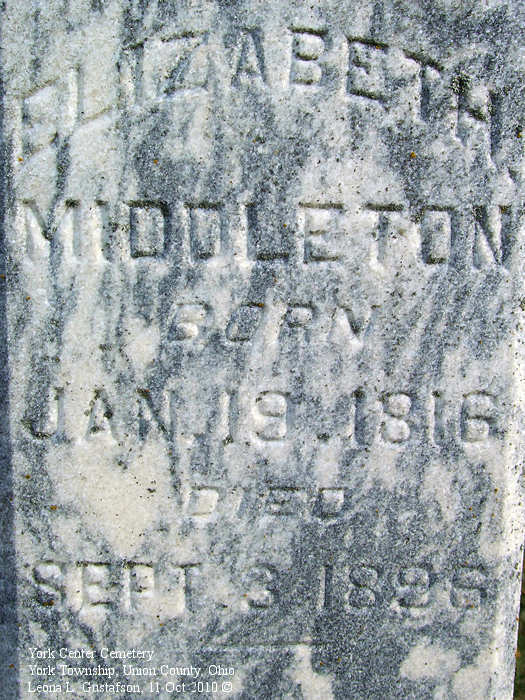 ELIZABETH,
MIDDLETON
BORN
JAN. 19. 1816
DIED
SEPT. 3. 1896
York Center Cemetery
York Township, Union County, Ohio
Leona L. Gustafson, 11 Oct 2010 ©